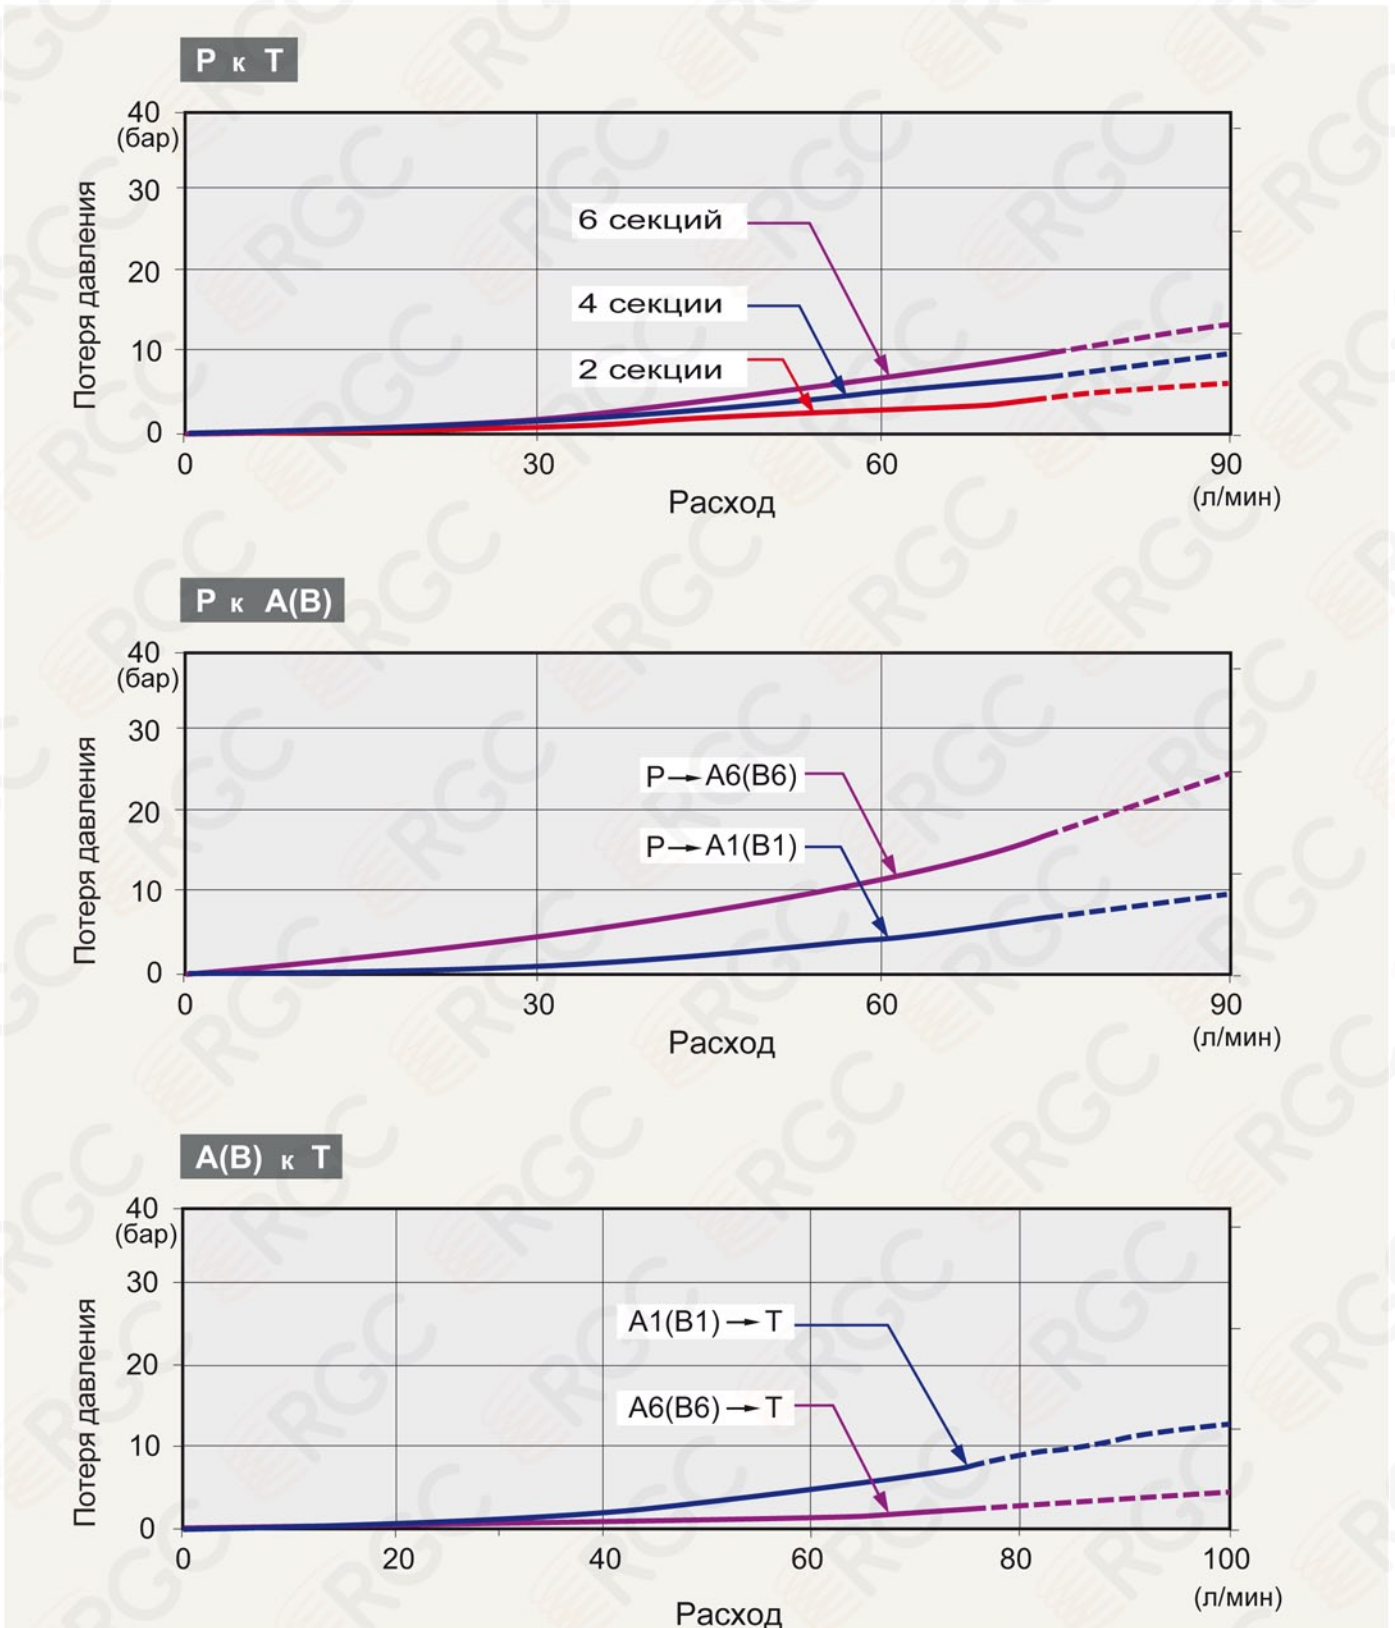 P к T
40
(бар)
30
20
10
0
Потеря давления
6 секций
4 секции
2 секции
0 30 60 90
(л/мин)
Расход
P к A(B)
40
(бар)
30
20
10
0
Потеря давления
P→A6(B6)
P→A1(B1)
0 30 60 90
(л/мин)
Расход
A(B) к T
40
(бар)
30
20
10
0
Потеря давления
A1(B1)→T
A6(B6)→T
0 20 40 60 80 100
(л/мин)
Расход
RGC